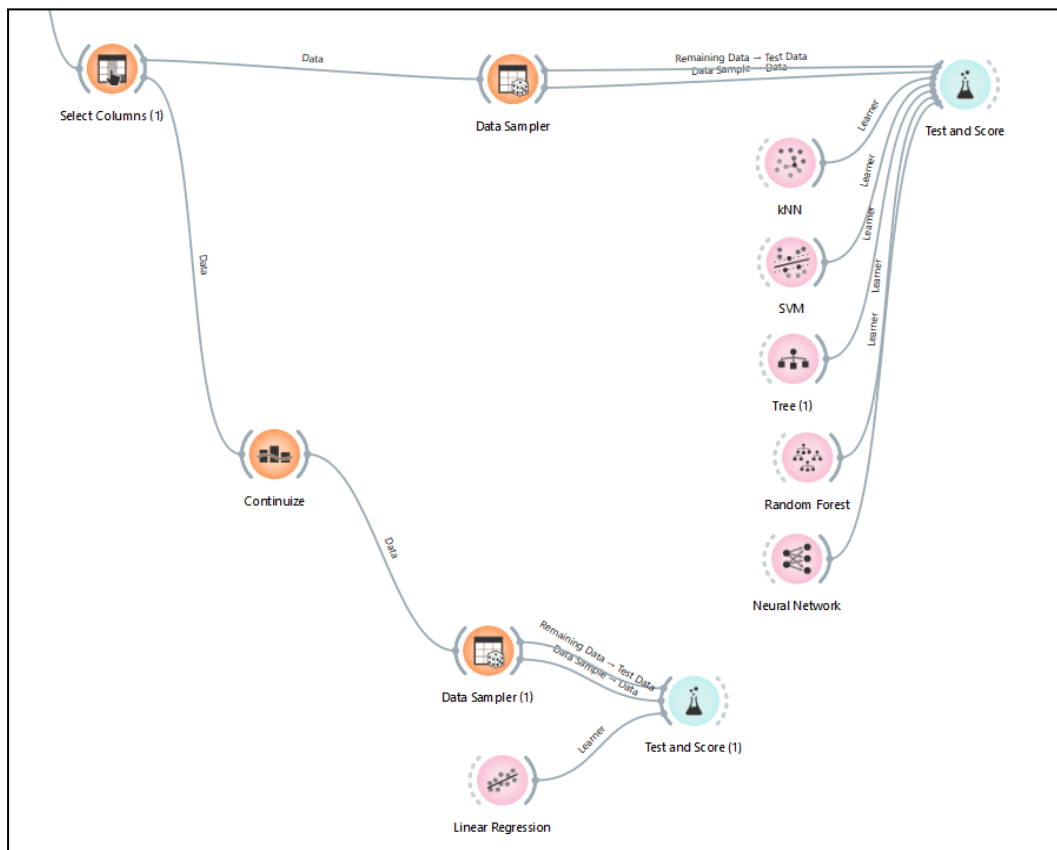 Data
Remaining Data → Test Data
Data Sample → Data
Select Columns (1)
Data Sampler
Test and Score
Learner
kNN
Learner
Learner
SVM
Data
Learner
Learner
Tree (1)
Continuize
Random Forest
Data
Neural Network
Remaining Data → Test Data
Data Sample → Data
Data Sampler (1)
Learner
Test and Score (1)
Linear Regression